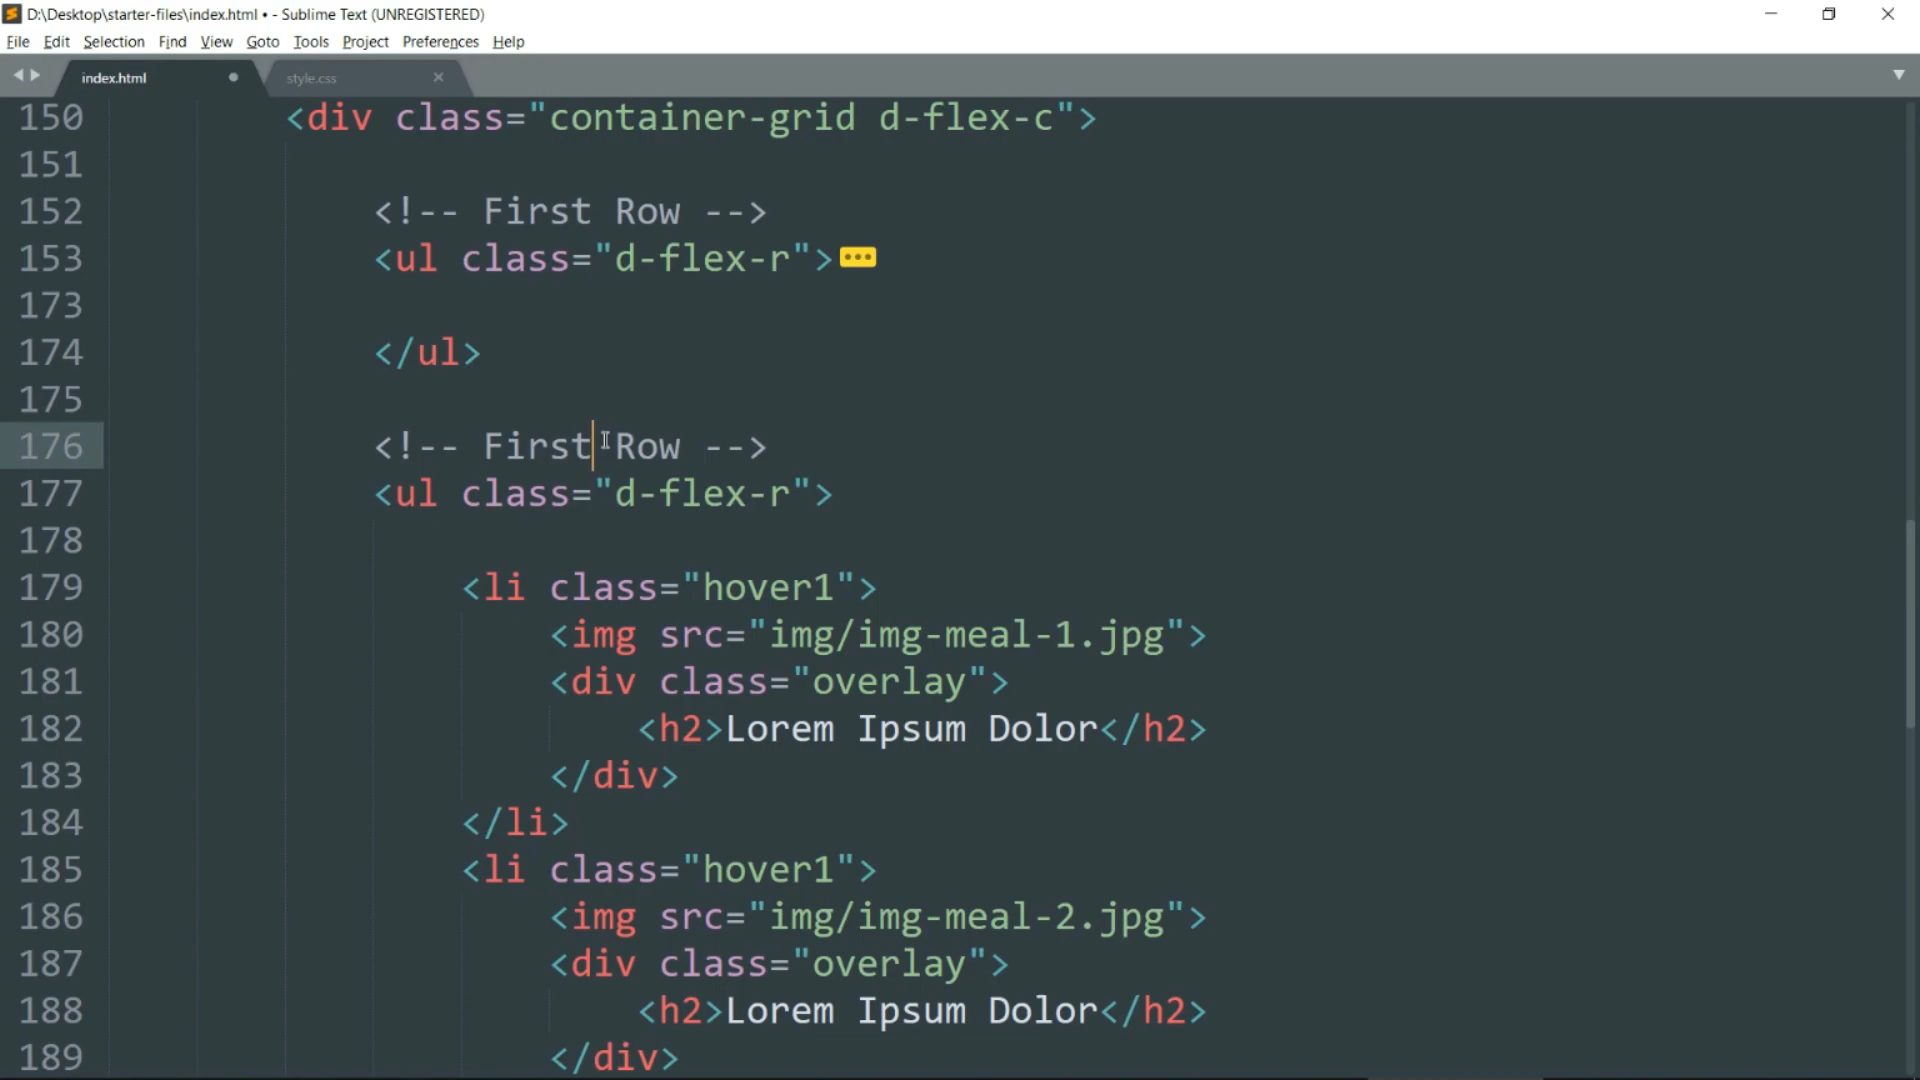 D:\Desktop\starter-files\index.html • - Sublime Text (UNREGISTERED)
File Edit Selection Find View Goto Tools Project Preferences Help
index.html style.css
150 <div class="container-grid d-flex-c">
151
152 <!-- First Row -->
153 <ul class="d-flex-r">
173
174 </ul>
175
176 <!-- First Row -->
177 <ul class="d-flex-r">
178
179 <li class="hover1">
180 <img src="img/img-meal-1.jpg">
181 <div class="overlay">
182 <h2>Lorem Ipsum Dolor</h2>
183 </div>
184 </li>
185 <li class="hover1">
186 <img src="img/img-meal-2.jpg">
187 <div class="overlay">
188 <h2>Lorem Ipsum Dolor</h2>
189 </div>